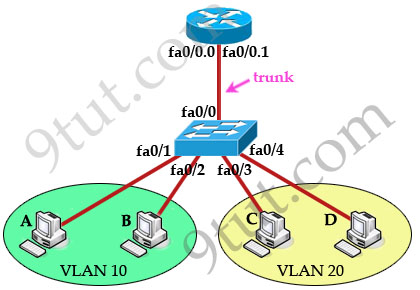 fa0/0.0 fa0/0.1
trunk
fa0/0
fa0/1
fa0/2
fa0/3
fa0/4
A
B
C
D
VLAN 10
VLAN 20
9tut.com
9tut.com